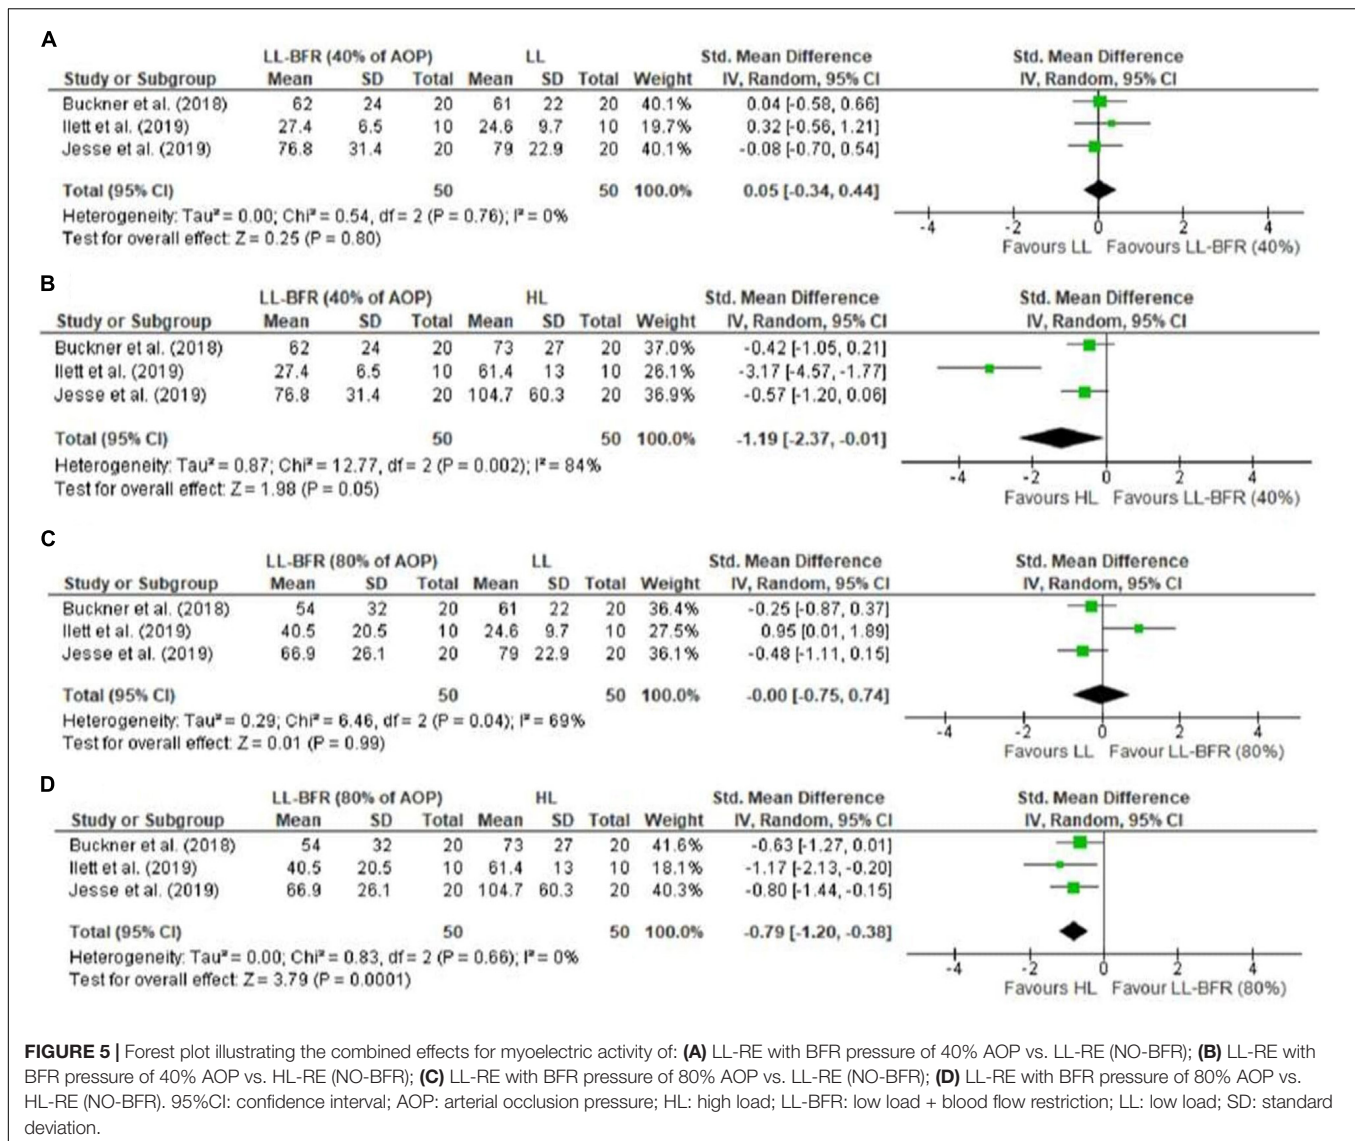 A
LL-BFR (40% of AOP) LL Std. Mean Difference Std. Mean Difference
Study or Subgroup Mean SD Total Mean SD Total Weight IV, Random, 95% CI IV, Random, 95% CI
Buckner et al. (2018) 62 24 20 61 22 20 40.1% 0.04 [-0.58, 0.66]
Ilett et al. (2019) 27.4 6.5 10 24.6 9.7 10 19.7% 0.32 [-0.56, 1.21]
Jesse et al. (2019) 76.8 31.4 20 79 22.9 20 40.1% -0.08 [-0.70, 0.54]
Total (95% CI) 50 50 100.0% 0.05 [-0.34, 0.44]
Heterogeneity: Tau² = 0.00; Chi² = 0.54, df = 2 (P = 0.76); I² = 0%
Test for overall effect: Z = 0.25 (P = 0.80)
-4 -2 0 2 4
Favours LL Faovours LL-BFR (40%)
B
LL-BFR (40% of AOP) HL Std. Mean Difference Std. Mean Difference
Study or Subgroup Mean SD Total Mean SD Total Weight IV, Random, 95% CI IV, Random, 95% CI
Buckner et al. (2018) 62 24 20 73 27 20 37.0% -0.42 [-1.05, 0.21]
Ilett et al. (2019) 27.4 6.5 10 61.4 13 10 26.1% -3.17 [-4.57, -1.77]
Jesse et al. (2019) 76.8 31.4 20 104.7 60.3 20 36.9% -0.57 [-1.20, 0.06]
Total (95% CI) 50 50 100.0% -1.19 [-2.37, -0.01]
Heterogeneity: Tau² = 0.87; Chi² = 12.77, df = 2 (P = 0.002); I² = 84%
Test for overall effect: Z = 1.98 (P = 0.05)
-4 -2 0 2 4
Favours HL Favours LL-BFR (40%)
C
LL-BFR (80% of AOP) LL Std. Mean Difference Std. Mean Difference
Study or Subgroup Mean SD Total Mean SD Total Weight IV, Random, 95% CI IV, Random, 95% CI
Buckner et al. (2018) 54 32 20 61 22 20 36.4% -0.25 [-0.87, 0.37]
Ilett et al. (2019) 40.5 20.5 10 24.6 9.7 10 27.5% 0.95 [0.01, 1.89]
Jesse et al. (2019) 66.9 26.1 20 79 22.9 20 36.1% -0.48 [-1.11, 0.15]
Total (95% CI) 50 50 100.0% -0.00 [-0.75, 0.74]
Heterogeneity: Tau² = 0.29; Chi² = 6.46, df = 2 (P = 0.04); I² = 69%
Test for overall effect: Z = 0.01 (P = 0.99)
-4 -2 0 2 4
Favours LL Favour LL-BFR (80%)
D
LL-BFR (80% of AOP) HL Std. Mean Difference Std. Mean Difference
Study or Subgroup Mean SD Total Mean SD Total Weight IV, Random, 95% CI IV, Random, 95% CI
Buckner et al. (2018) 54 32 20 73 27 20 41.6% -0.63 [-1.27, 0.01]
Ilett et al. (2019) 40.5 20.5 10 61.4 13 10 18.1% -1.17 [-2.13, -0.20]
Jesse et al. (2019) 66.9 26.1 20 104.7 60.3 20 40.3% -0.80 [-1.44, -0.15]
Total (95% CI) 50 50 100.0% -0.79 [-1.20, -0.38]
Heterogeneity: Tau² = 0.00; Chi² = 0.83, df = 2 (P = 0.66); I² = 0%
Test for overall effect: Z = 3.79 (P = 0.0001)
-4 -2 0 2 4
Favours HL Favour LL-BFR (80%)
FIGURE 5 | Forest plot illustrating the combined effects for myoelectric activity of: (A) LL-RE with BFR pressure of 40% AOP vs. LL-RE (NO-BFR); (B) LL-RE with
BFR pressure of 40% AOP vs. HL-RE (NO-BFR); (C) LL-RE with BFR pressure of 80% AOP vs. LL-RE (NO-BFR); (D) LL-RE with BFR pressure of 80% AOP vs.
HL-RE (NO-BFR). 95%CI: confidence interval; AOP: arterial occlusion pressure; HL: high load; LL-BFR: low load + blood flow restriction; LL: low load; SD: standard
deviation.